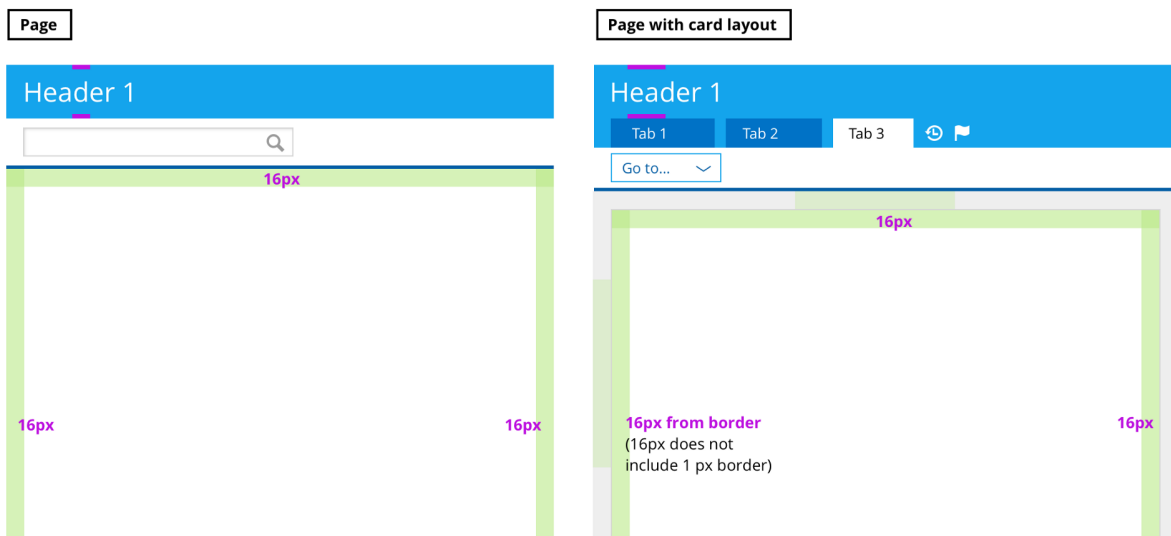 Page
Header 1
16px
16px
16px
Page with card layout
Header 1
Tab 1
Tab 2
Tab 3
Go to...
16px
16px from border
(16px does not
include 1 px border)
16px